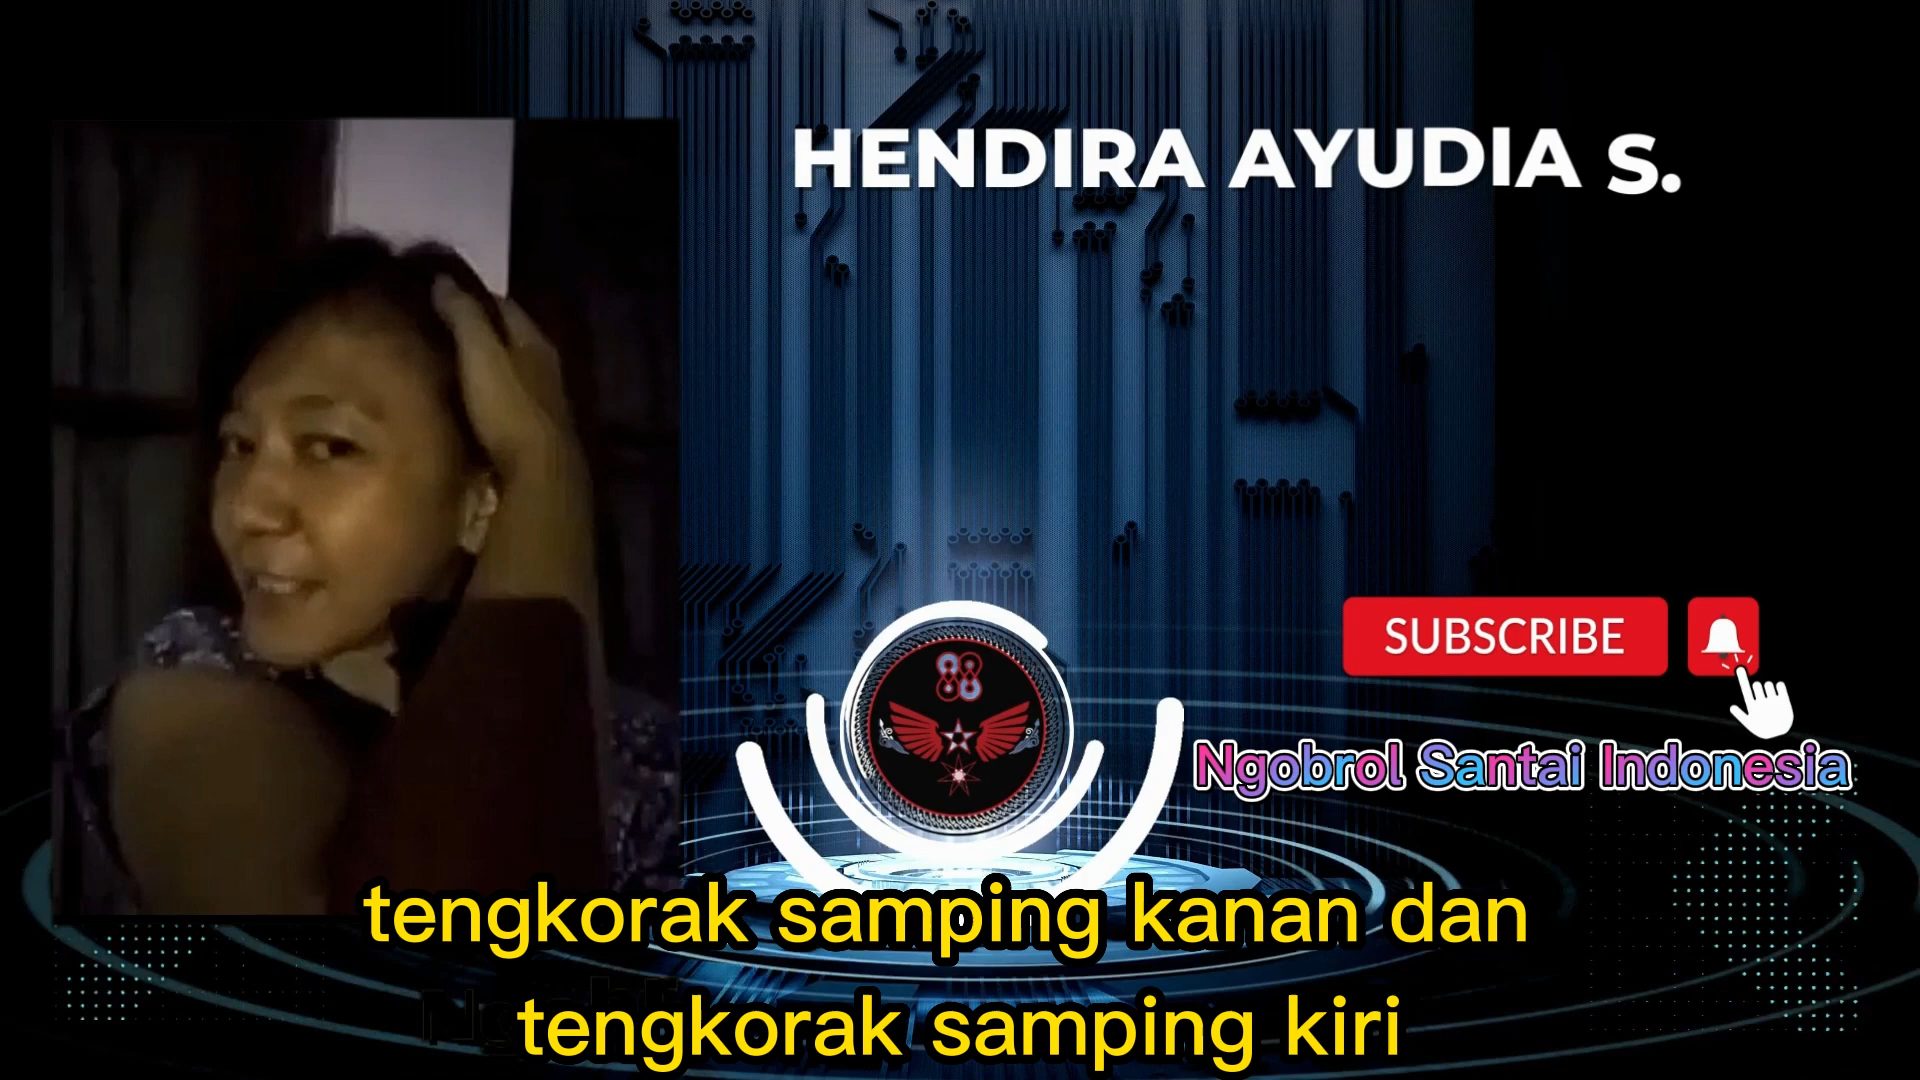 HENDIRA AYUDIA S.
SUBSCRIBE
Ngobrol Santai Indonesia
tengkorak samping kanan dan
tengkorak samping kiri